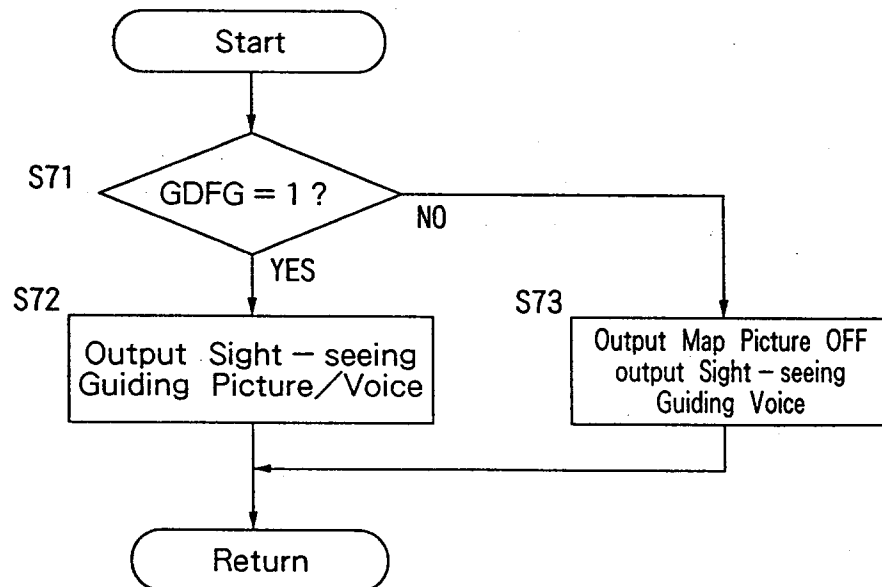 Start
S71
GDFG = 1 ?
NO
YES
S72
Output Sight-seeing
Guiding Picture/Voice
S73
Output Map Picture OFF
output Sight-seeing
Guiding Voice
Return